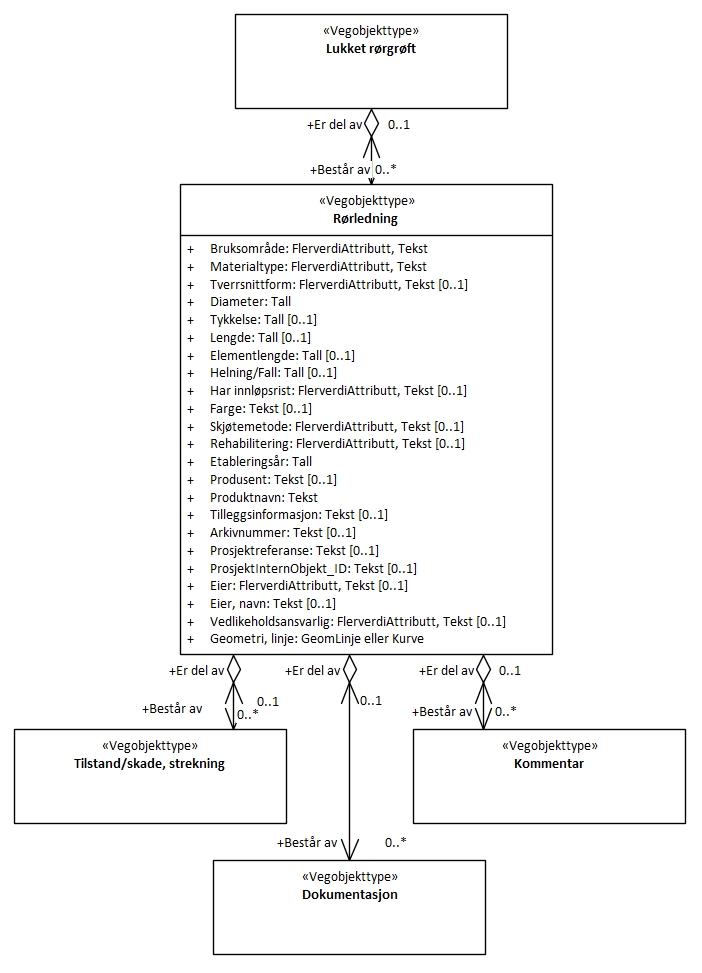 «Vegobjekttype»
Lukket rørgrøft
+Er del av 0..1
+Består av 0..*
«Vegobjekttype»
Rørledning
+ Bruksområde: FlerverdiAttributt, Tekst
+ Materialtype: FlerverdiAttributt, Tekst
+ Tverrsnittform: FlerverdiAttributt, Tekst [0..1]
+ Diameter: Tall
+ Tykkelse: Tall [0..1]
+ Lengde: Tall [0..1]
+ Elementlengde: Tall [0..1]
+ Helning/Fall: Tall [0..1]
+ Har innløpsrist: FlerverdiAttributt, Tekst [0..1]
+ Farge: Tekst [0..1]
+ Skjøtemetode: FlerverdiAttributt, Tekst [0..1]
+ Rehabilitering: FlerverdiAttributt, Tekst [0..1]
+ Etableringsår: Tall
+ Produsent: Tekst [0..1]
+ Produktnavn: Tekst
+ Tilleggsinformasjon: Tekst [0..1]
+ Arkivnummer: Tekst [0..1]
+ Prosjektreferanse: Tekst [0..1]
+ ProsjektInternObjekt_ID: Tekst [0..1]
+ Eier: FlerverdiAttributt, Tekst [0..1]
+ Eier, navn: Tekst [0..1]
+ Vedlikeholdsansvarlig: FlerverdiAttributt, Tekst [0..1]
+ Geometri, linje: GeomLinje eller Kurve
+Er del av +Er del av +Er del av 0..1
0..1 0..1
+Består av 0..* +Består av 0..*
«Vegobjekttype»
Tilstand/skade, strekning
«Vegobjekttype»
Kommentar
+Består av 0..*
«Vegobjekttype»
Dokumentasjon